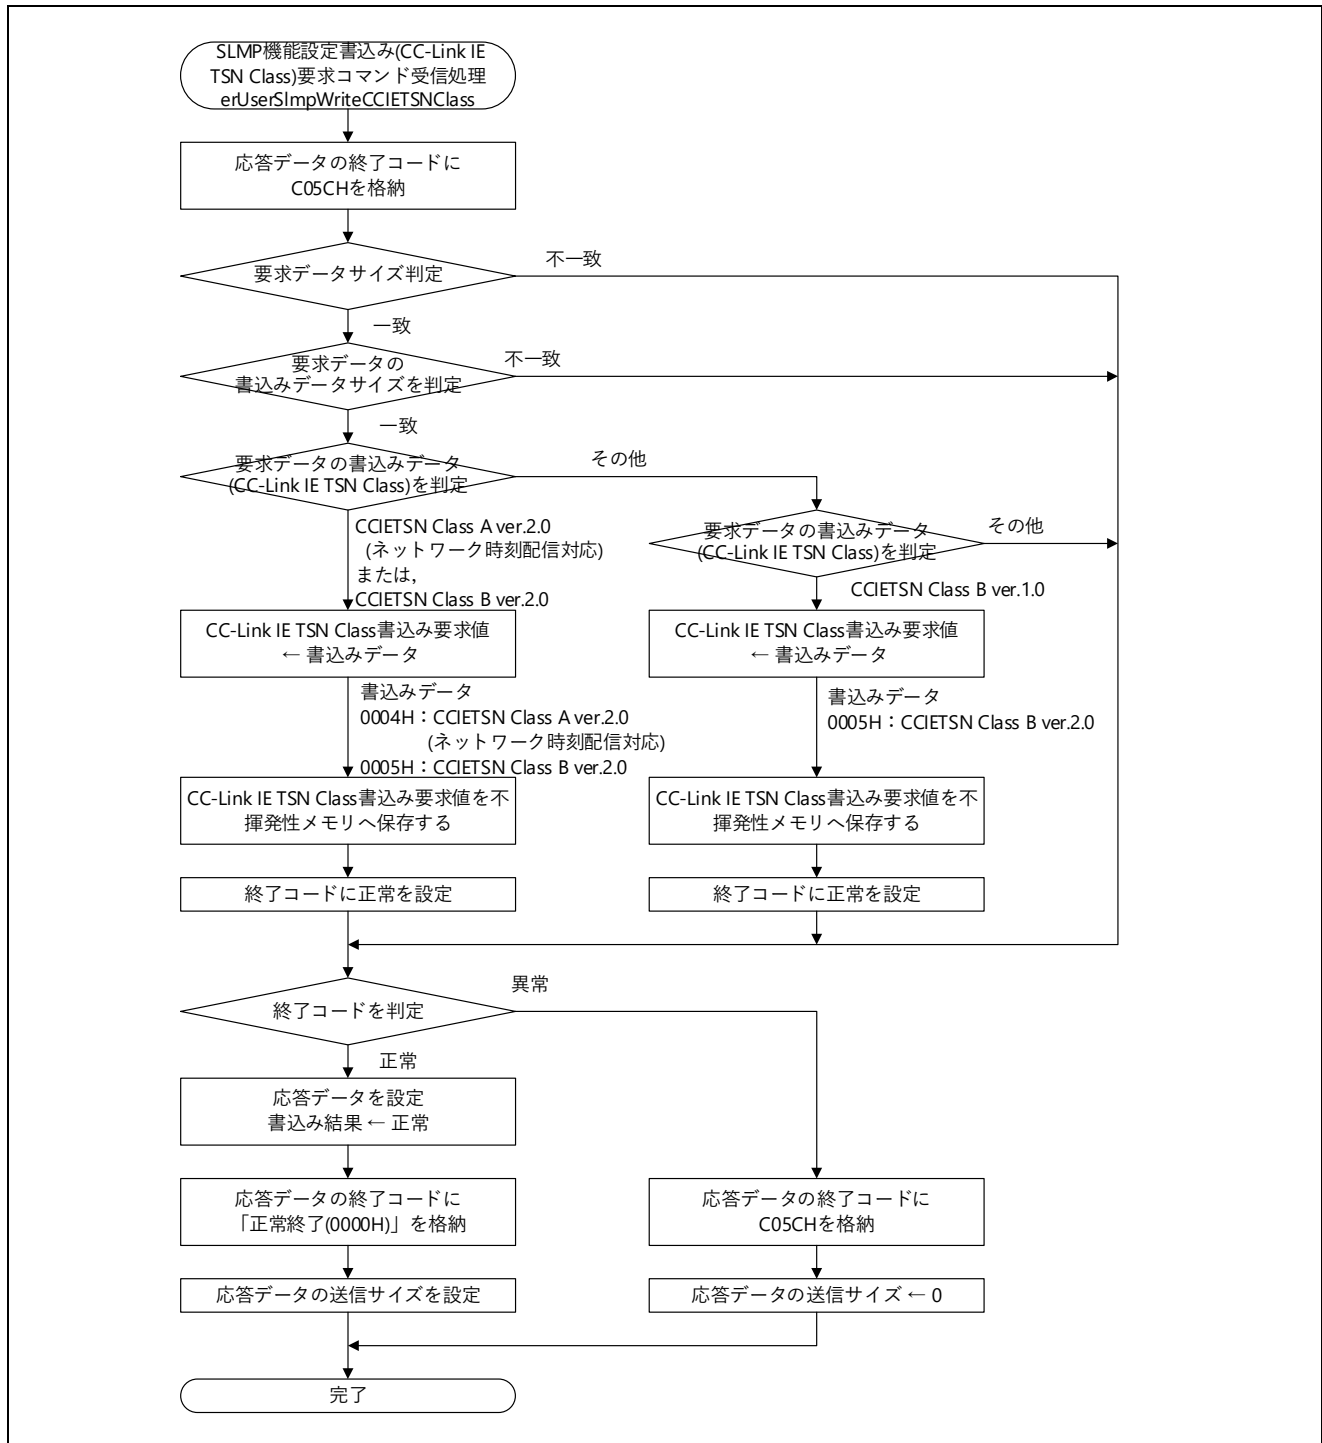 SLMP機能設定書込み(CC-Link IE
TSN Class)要求コマンド受信処理
erUserSlmpWriteCCIETSNClass
応答データの終了コードに
C05CHを格納
不一致
要求データサイズ判定
一致
要求データの
書込みデータサイズを判定
不一致
一致
要求データの書込みデータ
(CC-Link IE TSN Class)を判定
その他
要求データの書込みデータ
(CC-Link IE TSN Class)を判定
その他
CCIETSN Class A ver.2.0
(ネットワーク時刻配信対応)
または,
CCIETSN Class B ver.2.0
CCIETSN Class B ver.1.0
CC-Link IE TSN Class書込み要求値
← 書込みデータ
CC-Link IE TSN Class書込み要求値
← 書込みデータ
書込みデータ
0004H：CCIETSN Class A ver.2.0
(ネットワーク時刻配信対応)
0005H：CCIETSN Class B ver.2.0
書込みデータ
0005H：CCIETSN Class B ver.2.0
CC-Link IE TSN Class書込み要求値を不
揮発性メモリへ保存する
CC-Link IE TSN Class書込み要求値を不
揮発性メモリへ保存する
終了コードに正常を設定
終了コードに正常を設定
終了コードを判定
異常
正常
応答データを設定
書込み結果 ← 正常
応答データの終了コードに
「正常終了(0000H)」を格納
応答データの終了コードに
C05CHを格納
応答データの送信サイズを設定
応答データの送信サイズ ← 0
完了